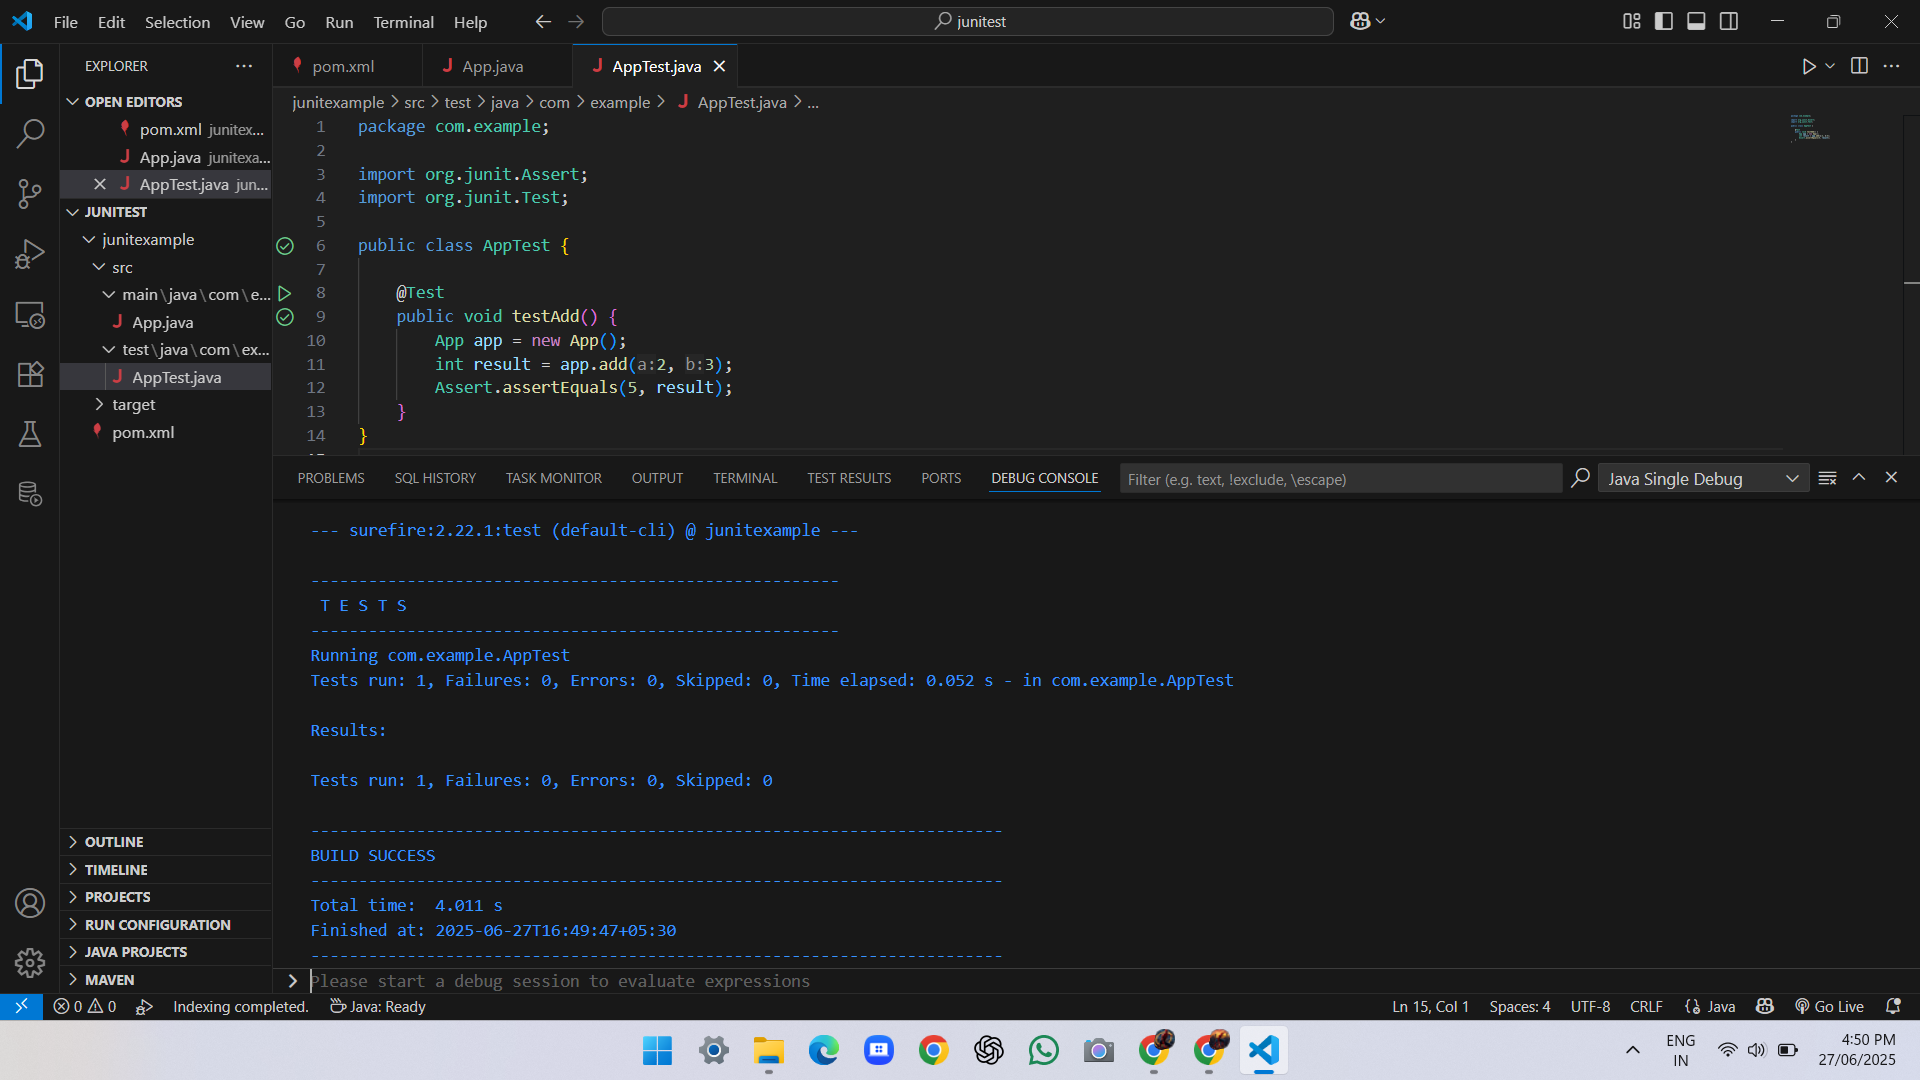 File Edit Selection View Go Run Terminal Help
junitest
EXPLORER
OPEN EDITORS
pom.xml junitex...
App.java junitexa...
AppTest.java jun...
JUNITEST
junitexample
src
main\java\com\e...
App.java
test\java\com\ex...
AppTest.java
target
pom.xml
OUTLINE
TIMELINE
PROJECTS
RUN CONFIGURATION
JAVA PROJECTS
MAVEN
pom.xml App.java AppTest.java
junitexample > src > test > java > com > example > AppTest.java > ...
1 package com.example;
2
3 import org.junit.Assert;
4 import org.junit.Test;
5
6 public class AppTest {
7
8 @Test
9 public void testAdd() {
10 App app = new App();
11 int result = app.add(a:2, b:3);
12 Assert.assertEquals(5, result);
13 }
14 }
PROBLEMS SQL HISTORY TASK MONITOR OUTPUT TERMINAL TEST RESULTS PORTS DEBUG CONSOLE Filter (e.g. text, !exclude, \escape) Java Single Debug
--- surefire:2.22.1:test (default-cli) @ junitexample ---
-------------------------------------------------------
T E S T S
-------------------------------------------------------
Running com.example.AppTest
Tests run: 1, Failures: 0, Errors: 0, Skipped: 0, Time elapsed: 0.052 s - in com.example.AppTest
Results:
Tests run: 1, Failures: 0, Errors: 0, Skipped: 0
------------------------------------------------------------------------
BUILD SUCCESS
------------------------------------------------------------------------
Total time:  4.011 s
Finished at: 2025-06-27T16:49:47+05:30
------------------------------------------------------------------------
Please start a debug session to evaluate expressions
0 0 Indexing completed. Java: Ready Ln 15, Col 1 Spaces: 4 UTF-8 CRLF Java Go Live
ENG
IN
4:50 PM
27/06/2025